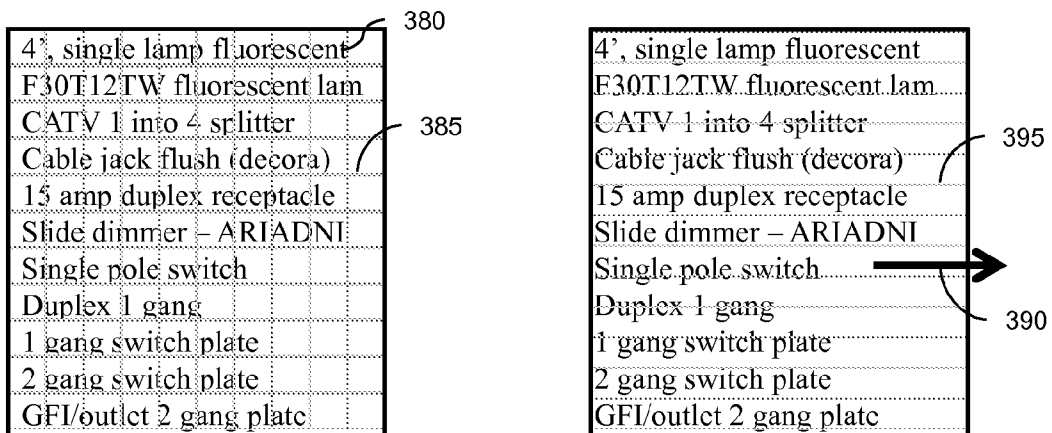 380
4', single lamp fluorescent
F30T12TW fluorescent lam
CATV 1 into 4 splitter
385
Cable jack flush (decora)
15 amp duplex receptacle
Slide dimmer – ARIADNI
Single pole switch
Duplex 1 gang
1 gang switch plate
2 gang switch plate
GFI/outlet 2 gang plate
4', single lamp fluorescent
F30T12TW fluorescent lam
CATV 1 into 4 splitter
395
Cable jack flush (decora)
15 amp duplex receptacle
Slide dimmer – ARIADNI
Single pole switch
390
Duplex 1 gang
1 gang switch plate
2 gang switch plate
GFI/outlet 2 gang plate